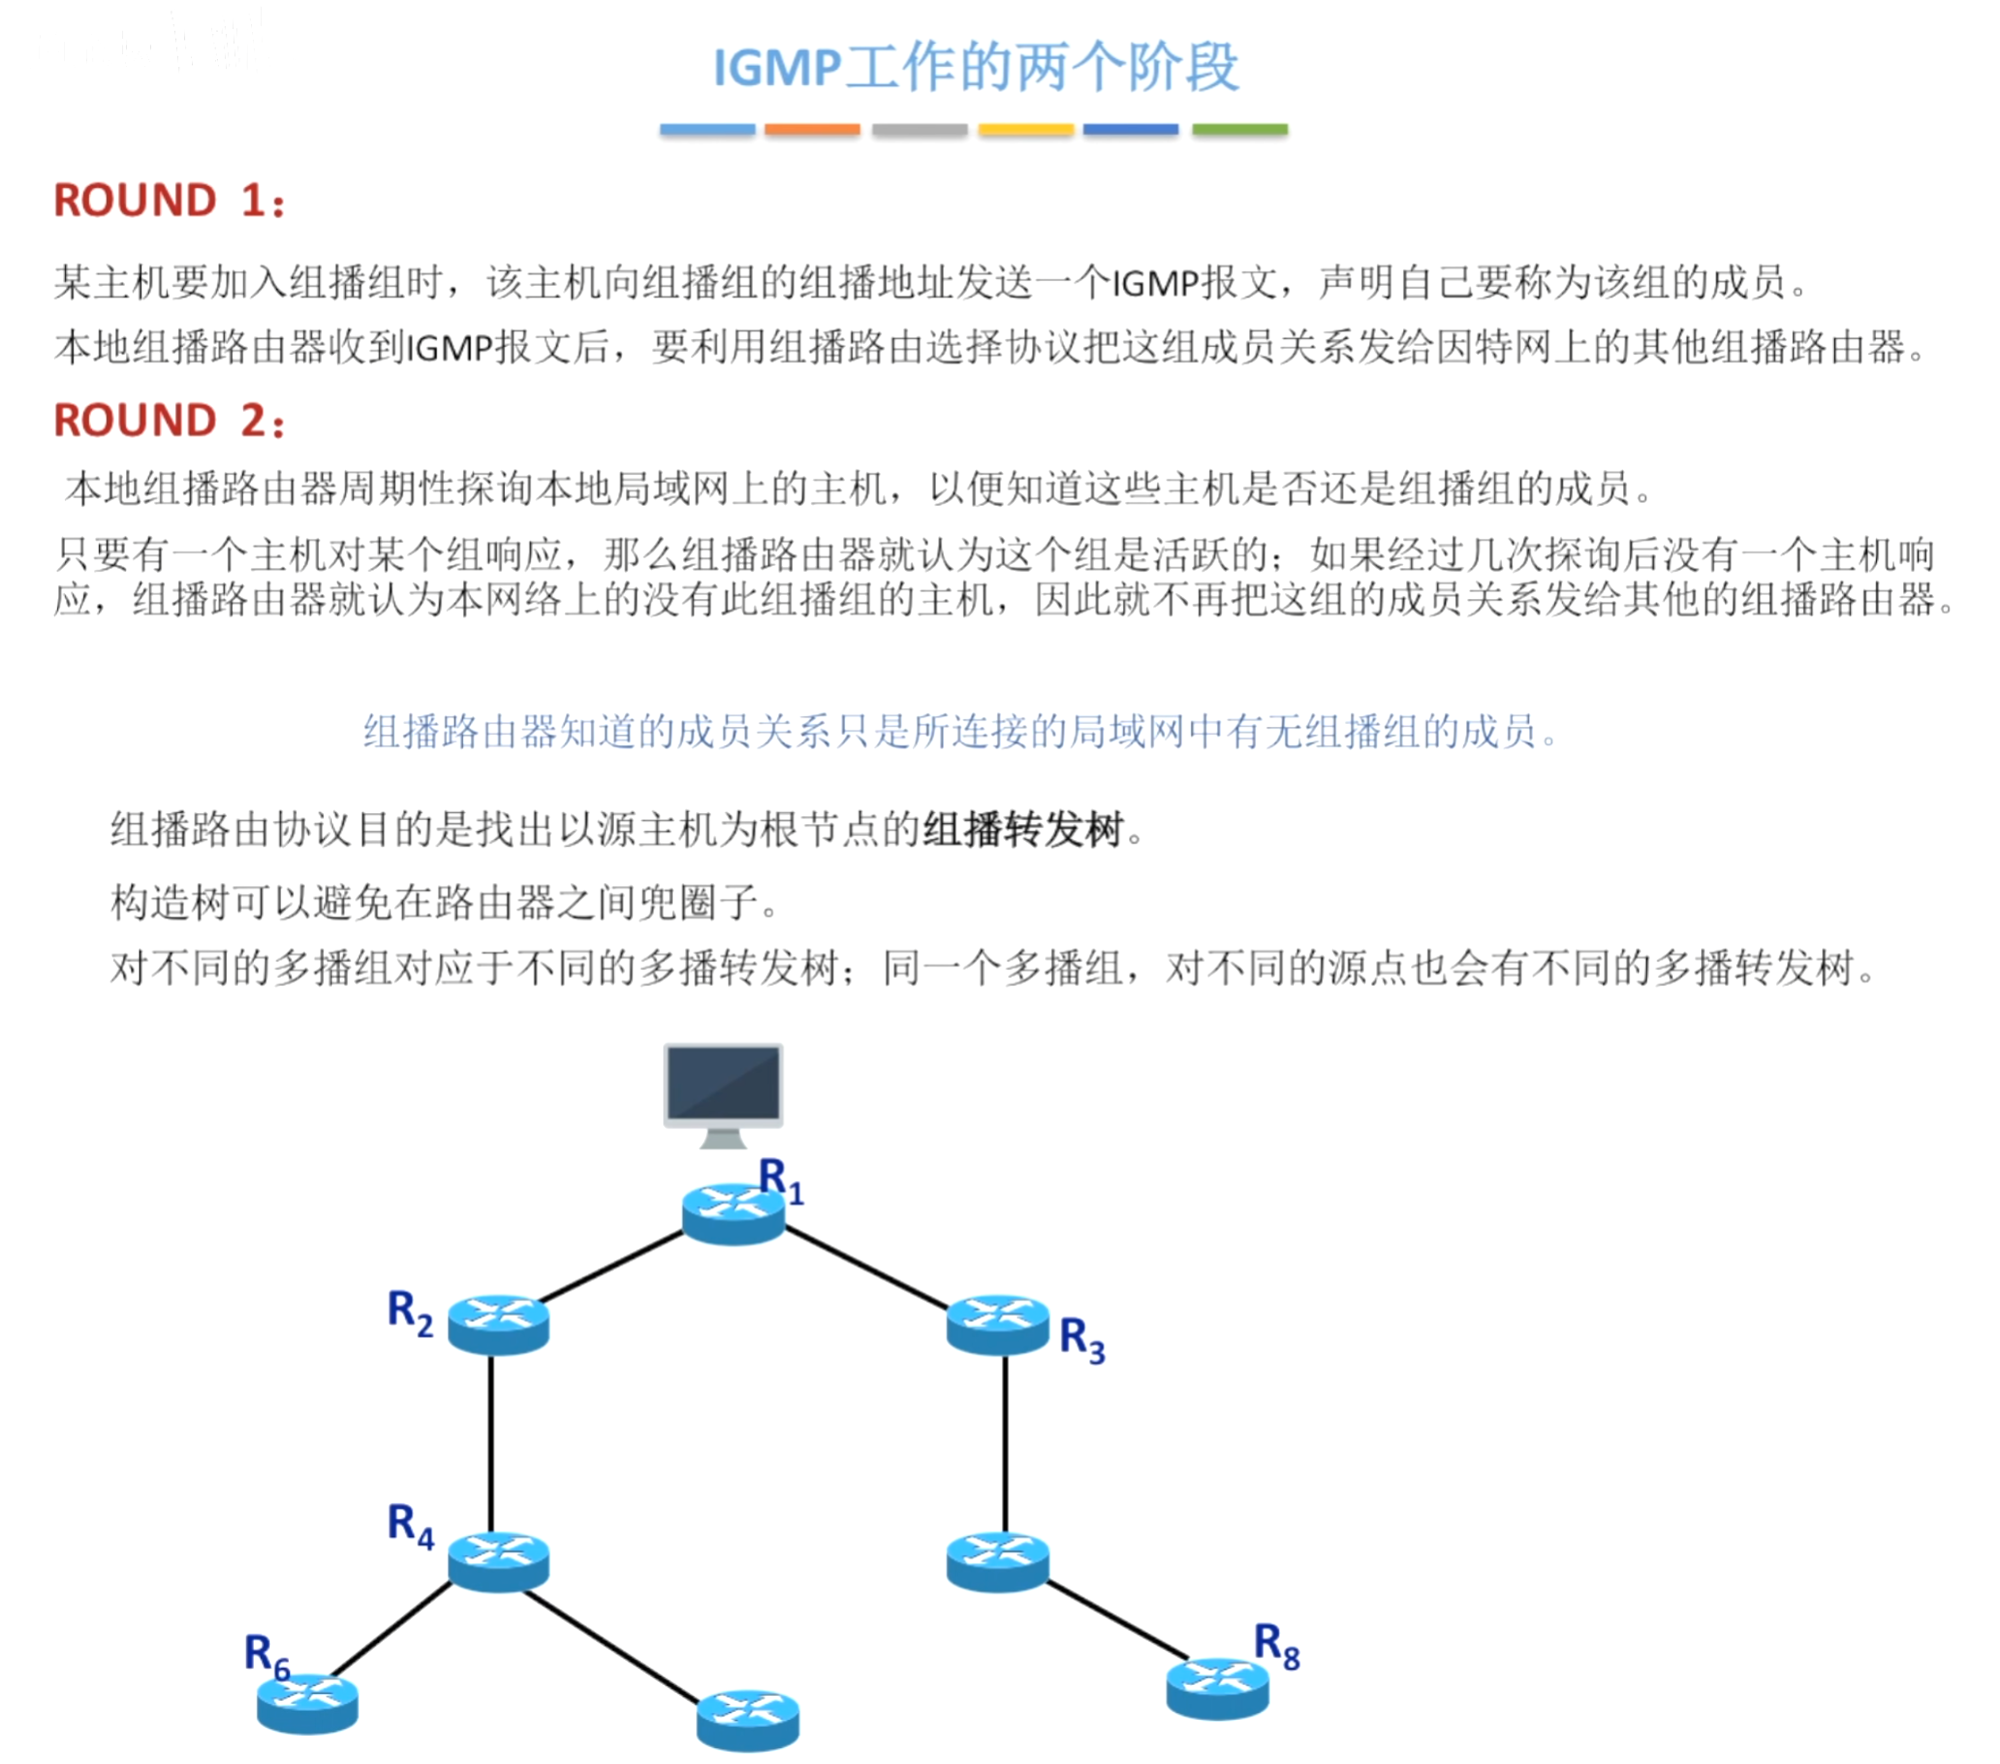 IGMP工作的两个阶段
ROUND 1：
某主机要加入组播组时，该主机向组播组的组播地址发送一个IGMP报文，声明自己要称为该组的成员。
本地组播路由器收到IGMP报文后，要利用组播路由选择协议把这组成员关系发给因特网上的其他组播路由器。
ROUND 2：
本地组播路由器周期性探询本地局域网上的主机，以便知道这些主机是否还是组播组的成员。
只要有一个主机对某个组响应，那么组播路由器就认为这个组是活跃的；如果经过几次探询后没有一个主机响
应，组播路由器就认为本网络上的没有此组播组的主机，因此就不再把这组的成员关系发给其他的组播路由器。
组播路由器知道的成员关系只是所连接的局域网中有无组播组的成员。
组播路由协议目的是找出以源主机为根节点的组播转发树。
构造树可以避免在路由器之间兜圈子。
对不同的多播组对应于不同的多播转发树；同一个多播组，对不同的源点也会有不同的多播转发树。
R1
R2
R3
R4
R6
R8